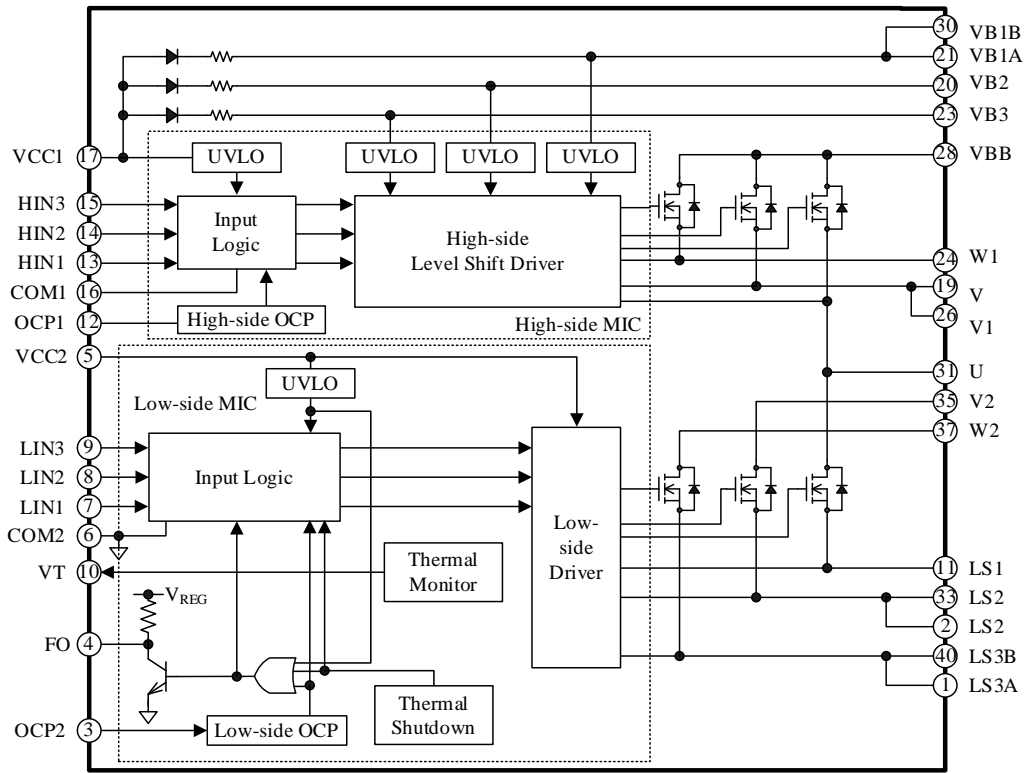 30 VB1B
21 VB1A
20 VB2
23 VB3
VCC1 17
UVLO
UVLO
UVLO
UVLO
28 VBB
HIN3 15
HIN2 14
HIN1 13
COM1 16
OCP1 12
Input
Logic
High-side
Level Shift Driver
High-side OCP
High-side MIC
24 W1
19 V
26 V1
VCC2 5
UVLO
Low-side MIC
31 U
35 V2
37 W2
LIN3 9
LIN2 8
LIN1 7
COM2 6
Input Logic
Low-
side
Driver
VT 10
Thermal
Monitor
11 LS1
33 LS2
2 LS2
40 LS3B
1 LS3A
VREG
FO 4
Thermal
Shutdown
OCP2 3
Low-side OCP